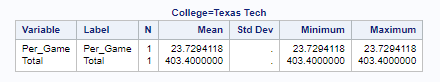 College=Texas Tech
Variable Label N Mean Std Dev Minimum Maximum
Per_Game Per_Game 1 23.7294118 . 23.7294118 23.7294118
Total Total 1 403.4000000 . 403.4000000 403.4000000